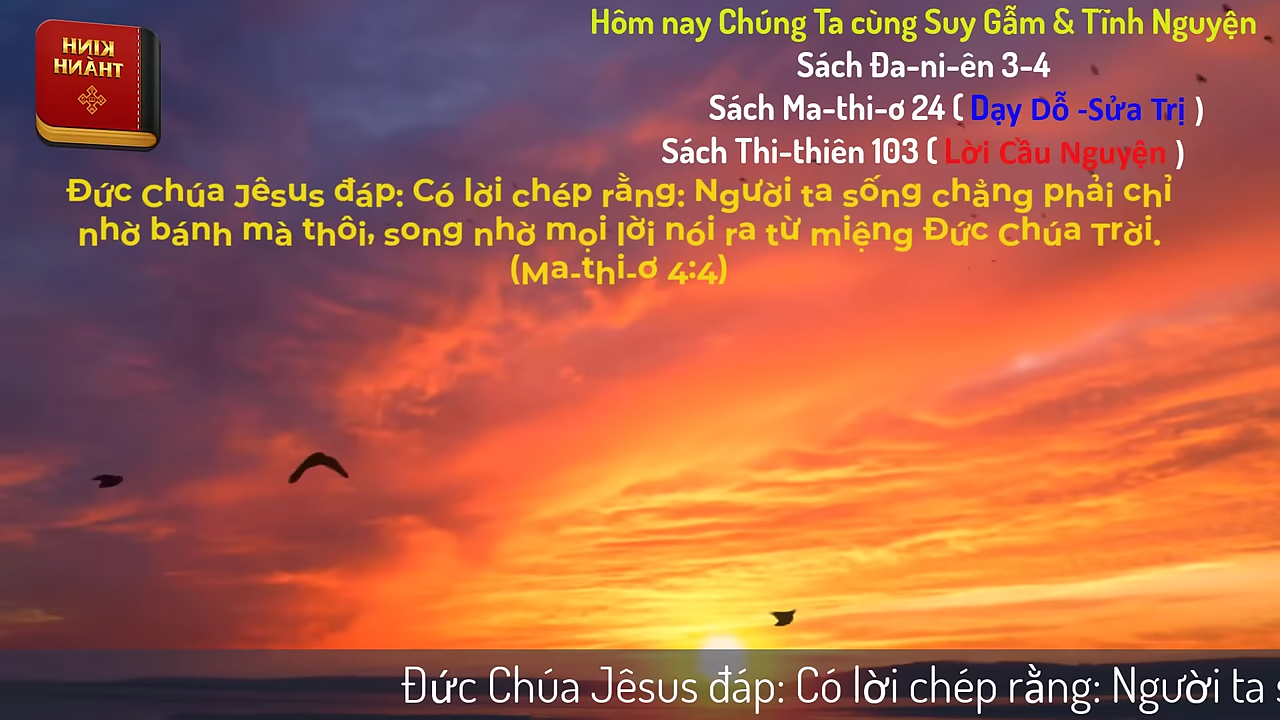 KINH
THÀNH
Hôm nay Chúng Ta cùng Suy Gẫm & Tĩnh Nguyện
Sách Đa-ni-ên 3-4
Sách Ma-thi-ơ 24 ( Dạy Dỗ -Sửa Trị )
Sách Thi-thiên 103 ( Lời Cầu Nguyện )
Đức Chúa Jêsus đáp: Có lời chép rằng: Người ta sống chẳng phải chỉ
nhờ bánh mà thôi, song nhờ mọi lời nói ra từ miệng Đức Chúa Trời.
(Ma-thi-ơ 4:4)
Đức Chúa Jêsus đáp: Có lời chép rằng: Người ta